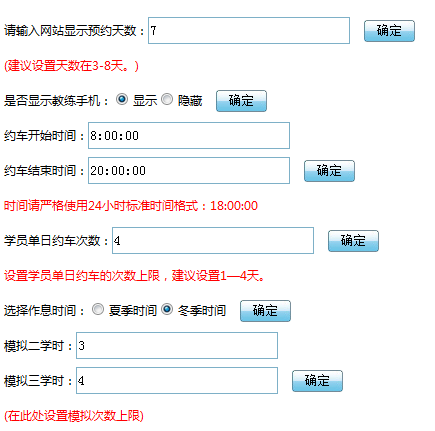 请输入网站显示预约天数：7 确定
(建议设置天数在3-8天。)
是否显示教练手机： 显示 隐藏 确定
约车开始时间：8:00:00
约车结束时间：20:00:00 确定
时间请严格使用24小时标准时间格式：18:00:00
学员单日约车次数：4 确定
设置学员单日约车的次数上限，建议设置1—4天。
选择作息时间： 夏季时间 冬季时间 确定
模拟二学时：3
模拟三学时：4 确定
(在此处设置模拟次数上限)